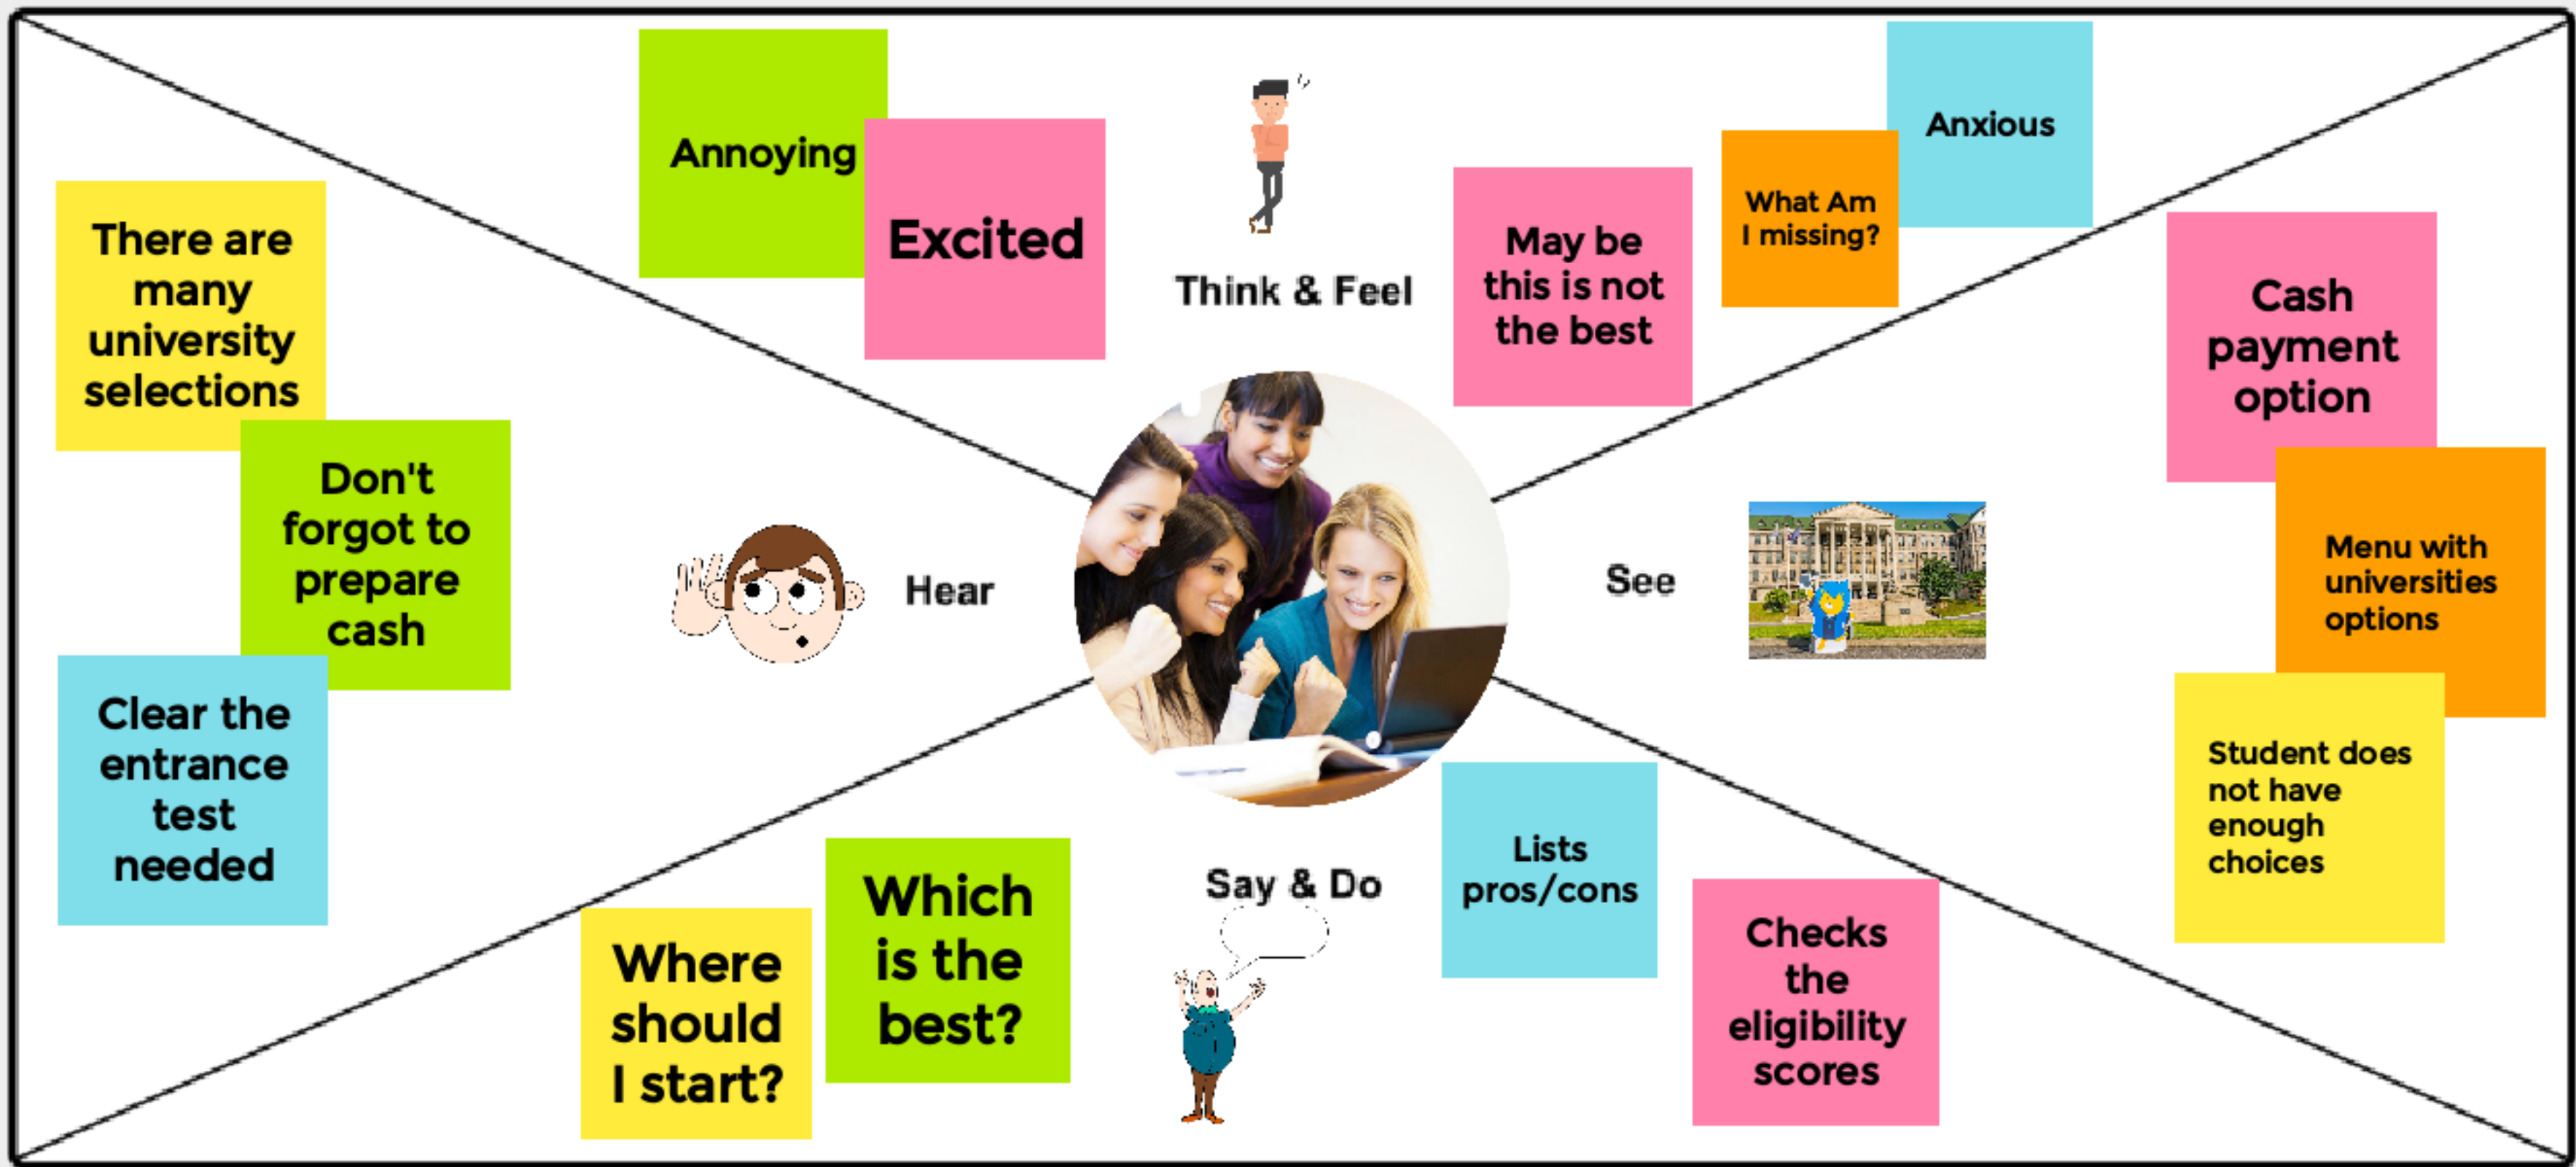 Annoying
Excited
Think & Feel
May be
this is not
the best
What Am
I missing?
Anxious
There are
many
university
selections
Don't
forgot to
prepare
cash
Clear the
entrance
test
needed
Hear
See
Cash
payment
option
Menu with
universities
options
Student does
not have
enough
choices
Say & Do
Where
should
I start?
Which
is the
best?
Lists
pros/cons
Checks
the
eligibility
scores